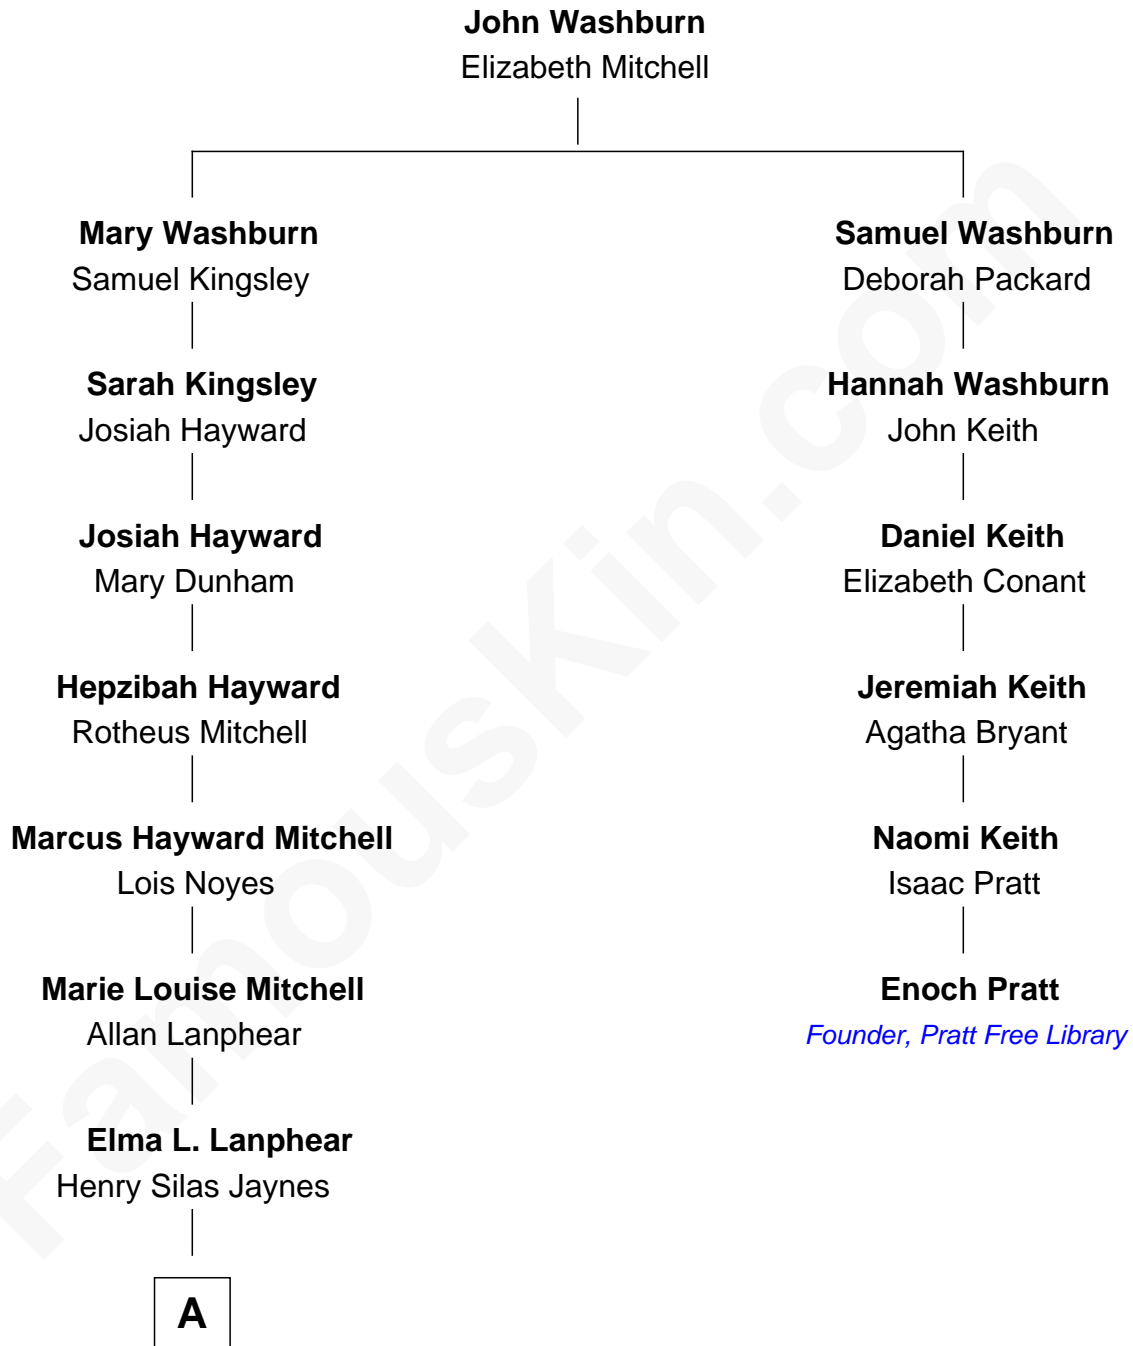 John Washburn
Elizabeth Mitchell
Mary Washburn
Samuel Kingsley
Samuel Washburn
Deborah Packard
Sarah Kingsley
Josiah Hayward
Hannah Washburn
John Keith
Josiah Hayward
Mary Dunham
Daniel Keith
Elizabeth Conant
Hepzibah Hayward
Rotheus Mitchell
Jeremiah Keith
Agatha Bryant
Marcus Hayward Mitchell
Lois Noyes
Naomi Keith
Isaac Pratt
Marie Louise Mitchell
Allan Lanphear
Enoch Pratt
Founder, Pratt Free Library
Elma L. Lanphear
Henry Silas Jaynes
A
FamousKin.com